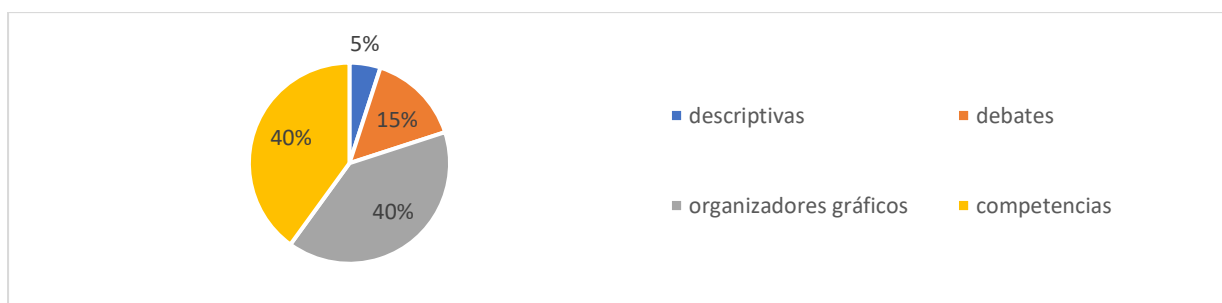 5%
15%
40%
40%
descriptivas debates
organizadores gráficos competencias